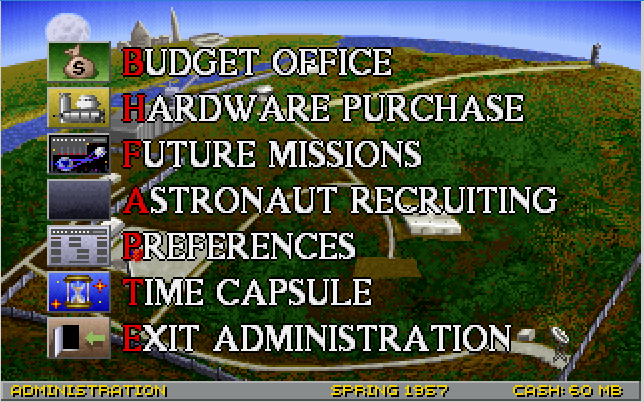 BUDGET OFFICE
HARDWARE PURCHASE
FUTURE MISSIONS
ASTRONAUT RECRUITING
PREFERENCES
TIME CAPSULE
EXIT ADMINISTRATION
ADMINISTRATION SPRING 1957 CASH: 60 MB